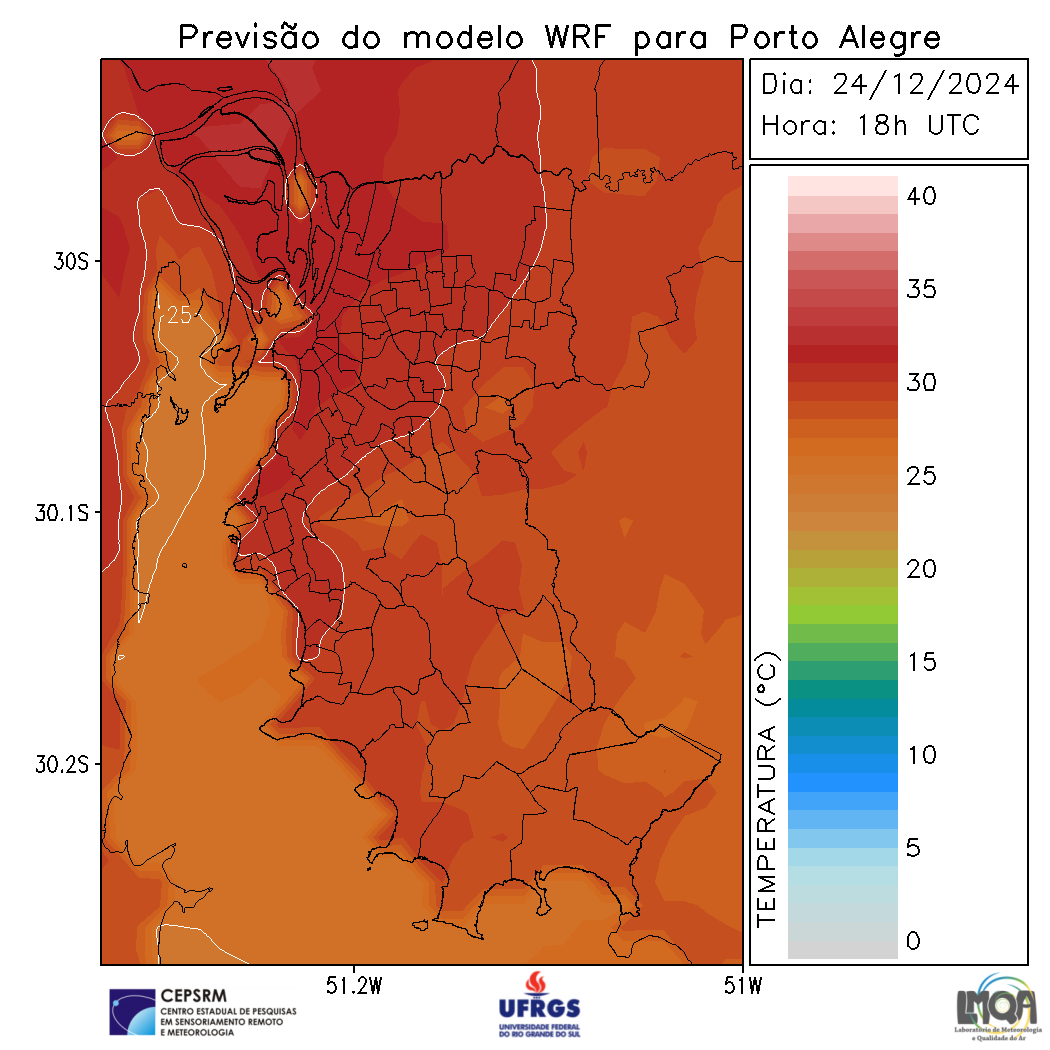 Previsão do modelo WRF para Porto Alegre
Dia: 24/12/2024
Hora: 18h UTC
40
35
30
25
20
15
10
5
0
TEMPERATURA (°C)
30S
30.1S
30.2S
25
51.2W
51W
CEPSRM
CENTRO ESTADUAL DE PESQUISAS
EM SENSORIAMENTO REMOTO
E METEOROLOGIA
UFRGS
UNIVERSIDADE FEDERAL
DO RIO GRANDE DO SUL
LMQA
Laboratório de Meteorologia
e Qualidade do Ar